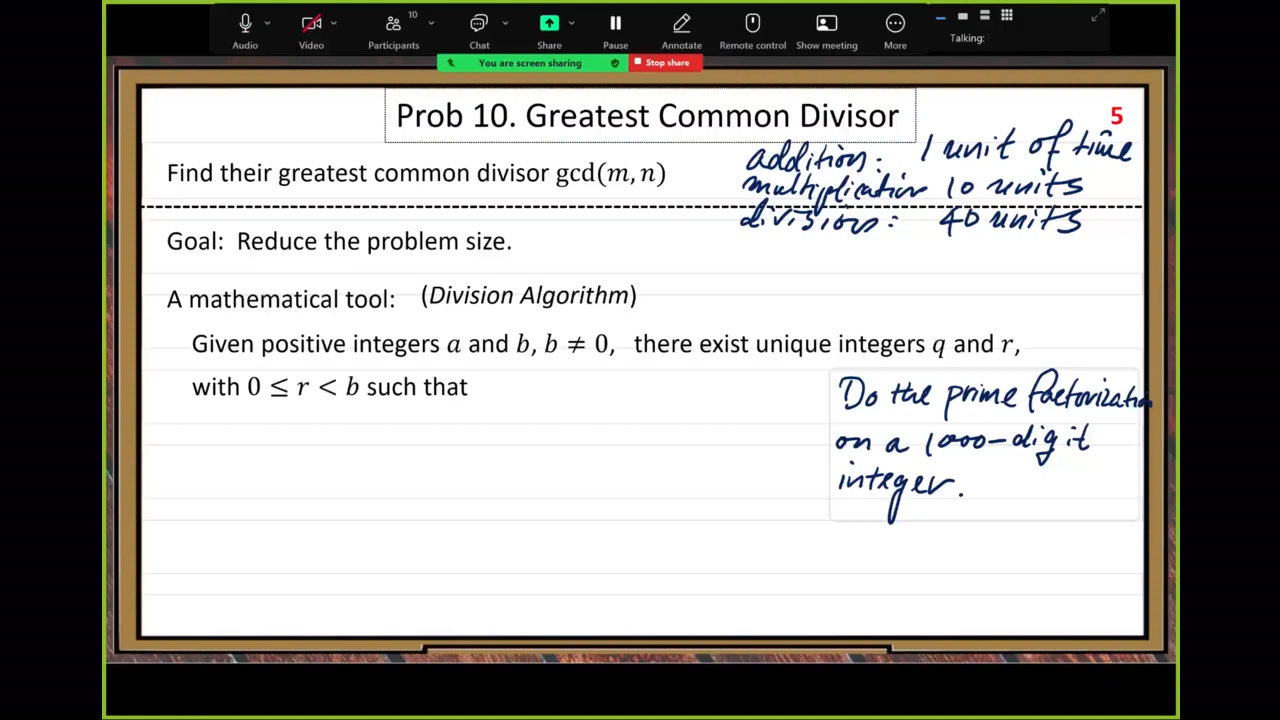 10
Audio
Video
Participants
Chat
Share
Pause
Annotate
Remote control
Show meeting
More
Talking:
You are screen sharing
Stop share
Prob 10. Greatest Common Divisor
5
Find their greatest common divisor gcd(m, n)
addition: 1 unit of time
multiplication 10 units
division: 40 units
Goal: Reduce the problem size.
A mathematical tool: (Division Algorithm)
Given positive integers a and b, b ≠ 0, there exist unique integers q and r,
with 0 ≤ r < b such that
Do the prime factorization
on a 1000-digit
integer.